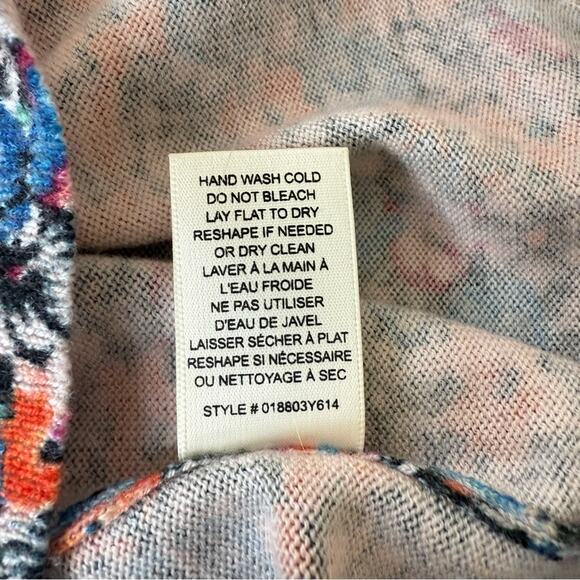 HAND WASH COLD
DO NOT BLEACH
LAY FLAT TO DRY
RESHAPE IF NEEDED
OR DRY CLEAN
LAVER À LA MAIN À
L'EAU FROIDE
NE PAS UTILISER
D'EAU DE JAVEL
LAISSER SÉCHER À PLAT
RESHAPE SI NÉCESSAIRE
OU NETTOYAGE À SEC
STYLE # 018803Y614